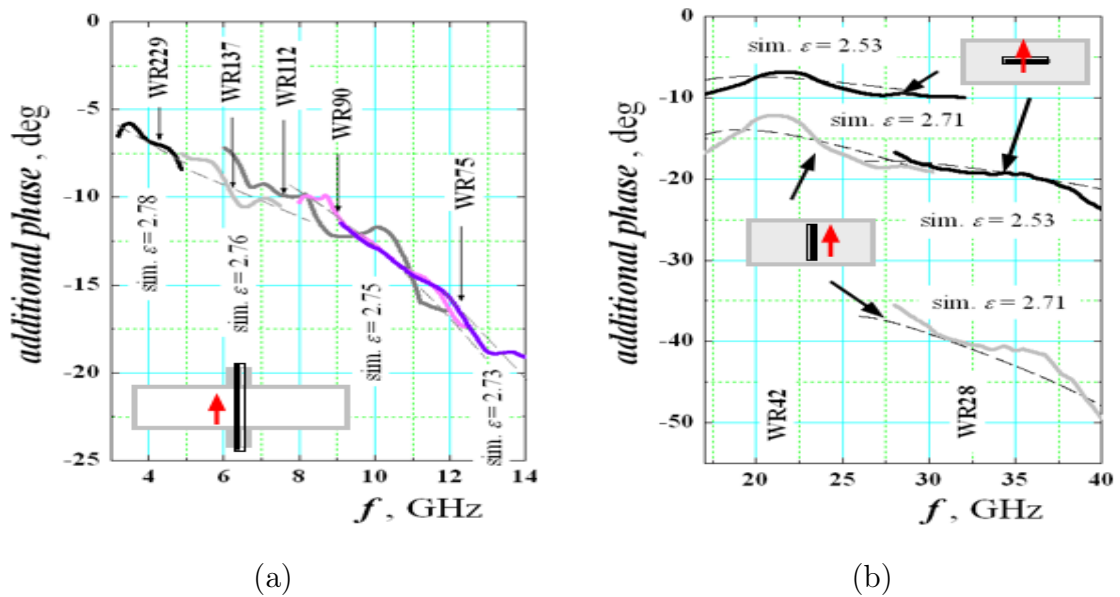 additional phase , deg
0
-5
-10
-15
-20
-25
WR229
WR137
WR112
WR90
WR75
sim. ε = 2.78
sim. ε = 2.76
sim. ε = 2.75
sim. ε = 2.73
4
6
8
10
12
14
f , GHz
(a)
additional phase , deg
0
-10
-20
-30
-40
-50
sim. ε = 2.53
sim. ε = 2.71
sim. ε = 2.53
sim. ε = 2.71
WR42
WR28
20
25
30
35
40
f , GHz
(b)